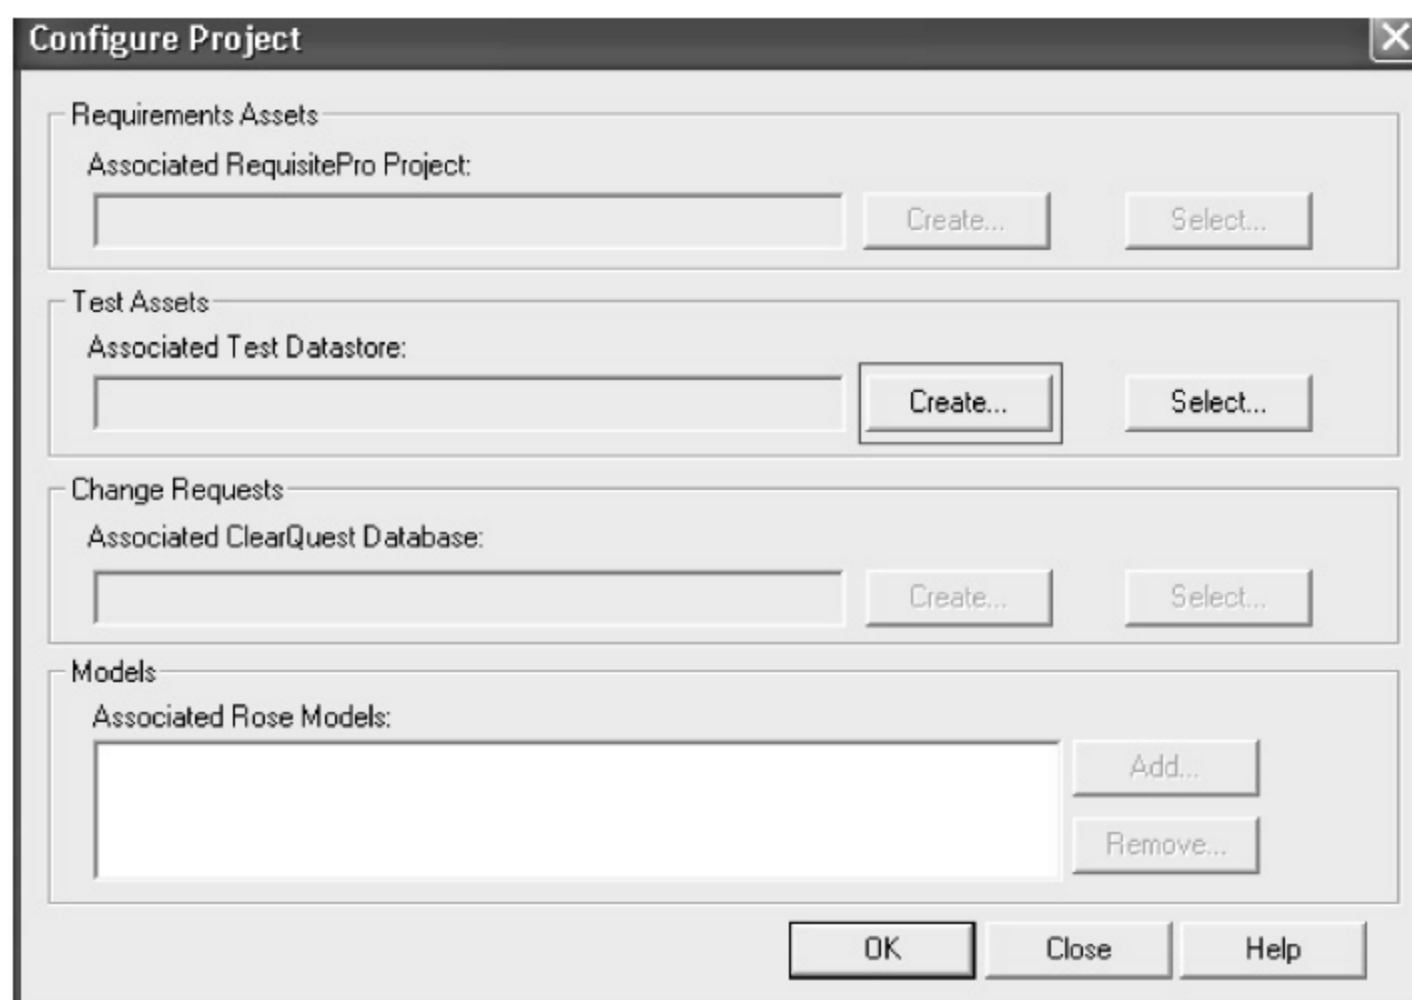 Configure Project
Requirements Assets
Associated RequisitePro Project:
Create...
Select...
Test Assets
Associated Test Datastore:
Create...
Select...
Change Requests
Associated ClearQuest Database:
Create...
Select...
Models
Associated Rose Models:
Add...
Remove...
OK
Close
Help